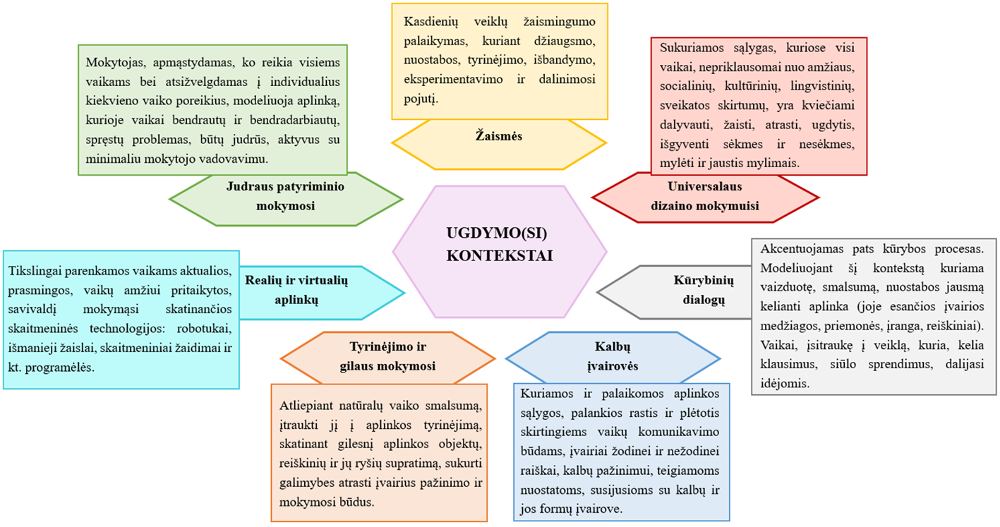 Kasdienių veiklų žaismingumo
palaikymas, kuriant džiaugsmo,
nuostabos, tyrinėjimo, išbandymo,
eksperimentavimo ir dalinimosi
pojutį.
Žaismės
Mokytojas, apmąstydamas, ko reikia visiems
vaikams bei atsižvelgdamas į individualius
kiekvieno vaiko poreikius, modeliuoja aplinką,
kurioje vaikai bendrautų ir bendradarbiautų,
spręstų problemas, būtų judrūs, aktyvus su
minimaliu mokytojo vadovavimu.
Judraus patyriminio
mokymosi
Sukuriamos sąlygas, kuriose visi
vaikai, nepriklausomai nuo amžiaus,
socialinių, kultūrinių, lingvistinių,
sveikatos skirtumų, yra kviečiami
dalyvauti, žaisti, atrasti, ugdytis,
išgyventi sėkmes ir nesėkmes,
mylėti ir jaustis mylimais.
Universalaus
dizaino mokymuisi
UGDYMO(SI)
KONTEKSTAI
Tikslingai parenkamos vaikams aktualios,
prasmingos, vaikų amžiui pritaikytos,
savivaldį mokymąsi skatinančios
skaitmeninės technologijos: robotukai,
išmanieji žaislai, skaitmeniniai žaidimai ir
kt. programėlės.
Realių ir virtualių
aplinkų
Kūrybinių
dialogų
Akcentuojamas pats kūrybos procesas.
Modeliuojant šį kontekstą kuriama
vaizduotę, smalsumą, nuostabos jausmą
kelianti aplinka (joje esančios įvairios
medžiagos, priemonės, įranga, reiškiniai).
Vaikai, įsitraukę į veiklą, kuria, kelia
klausimus, siūlo sprendimus, dalijasi
idėjomis.
Tyrinėjimo ir
gilaus mokymosi
Atliepiant natūralų vaiko smalsumą,
įtraukti jį į aplinkos tyrinėjimą,
skatinant gilesnį aplinkos objektų,
reiškinių ir jų ryšių supratimą, sukurti
galimybes atrasti įvairius pažinimo ir
mokymosi būdus.
Kalbų
įvairovės
Kuriamos ir palaikomos aplinkos
sąlygos, palankios rastis ir plėtotis
skirtingiems vaikų komunikavimo
būdams, įvairiai žodinei ir nežodinei
raiškai, kalbų pažinimui, teigiamoms
nuostatoms, susijusioms su kalbų ir
jos formų įvairove.